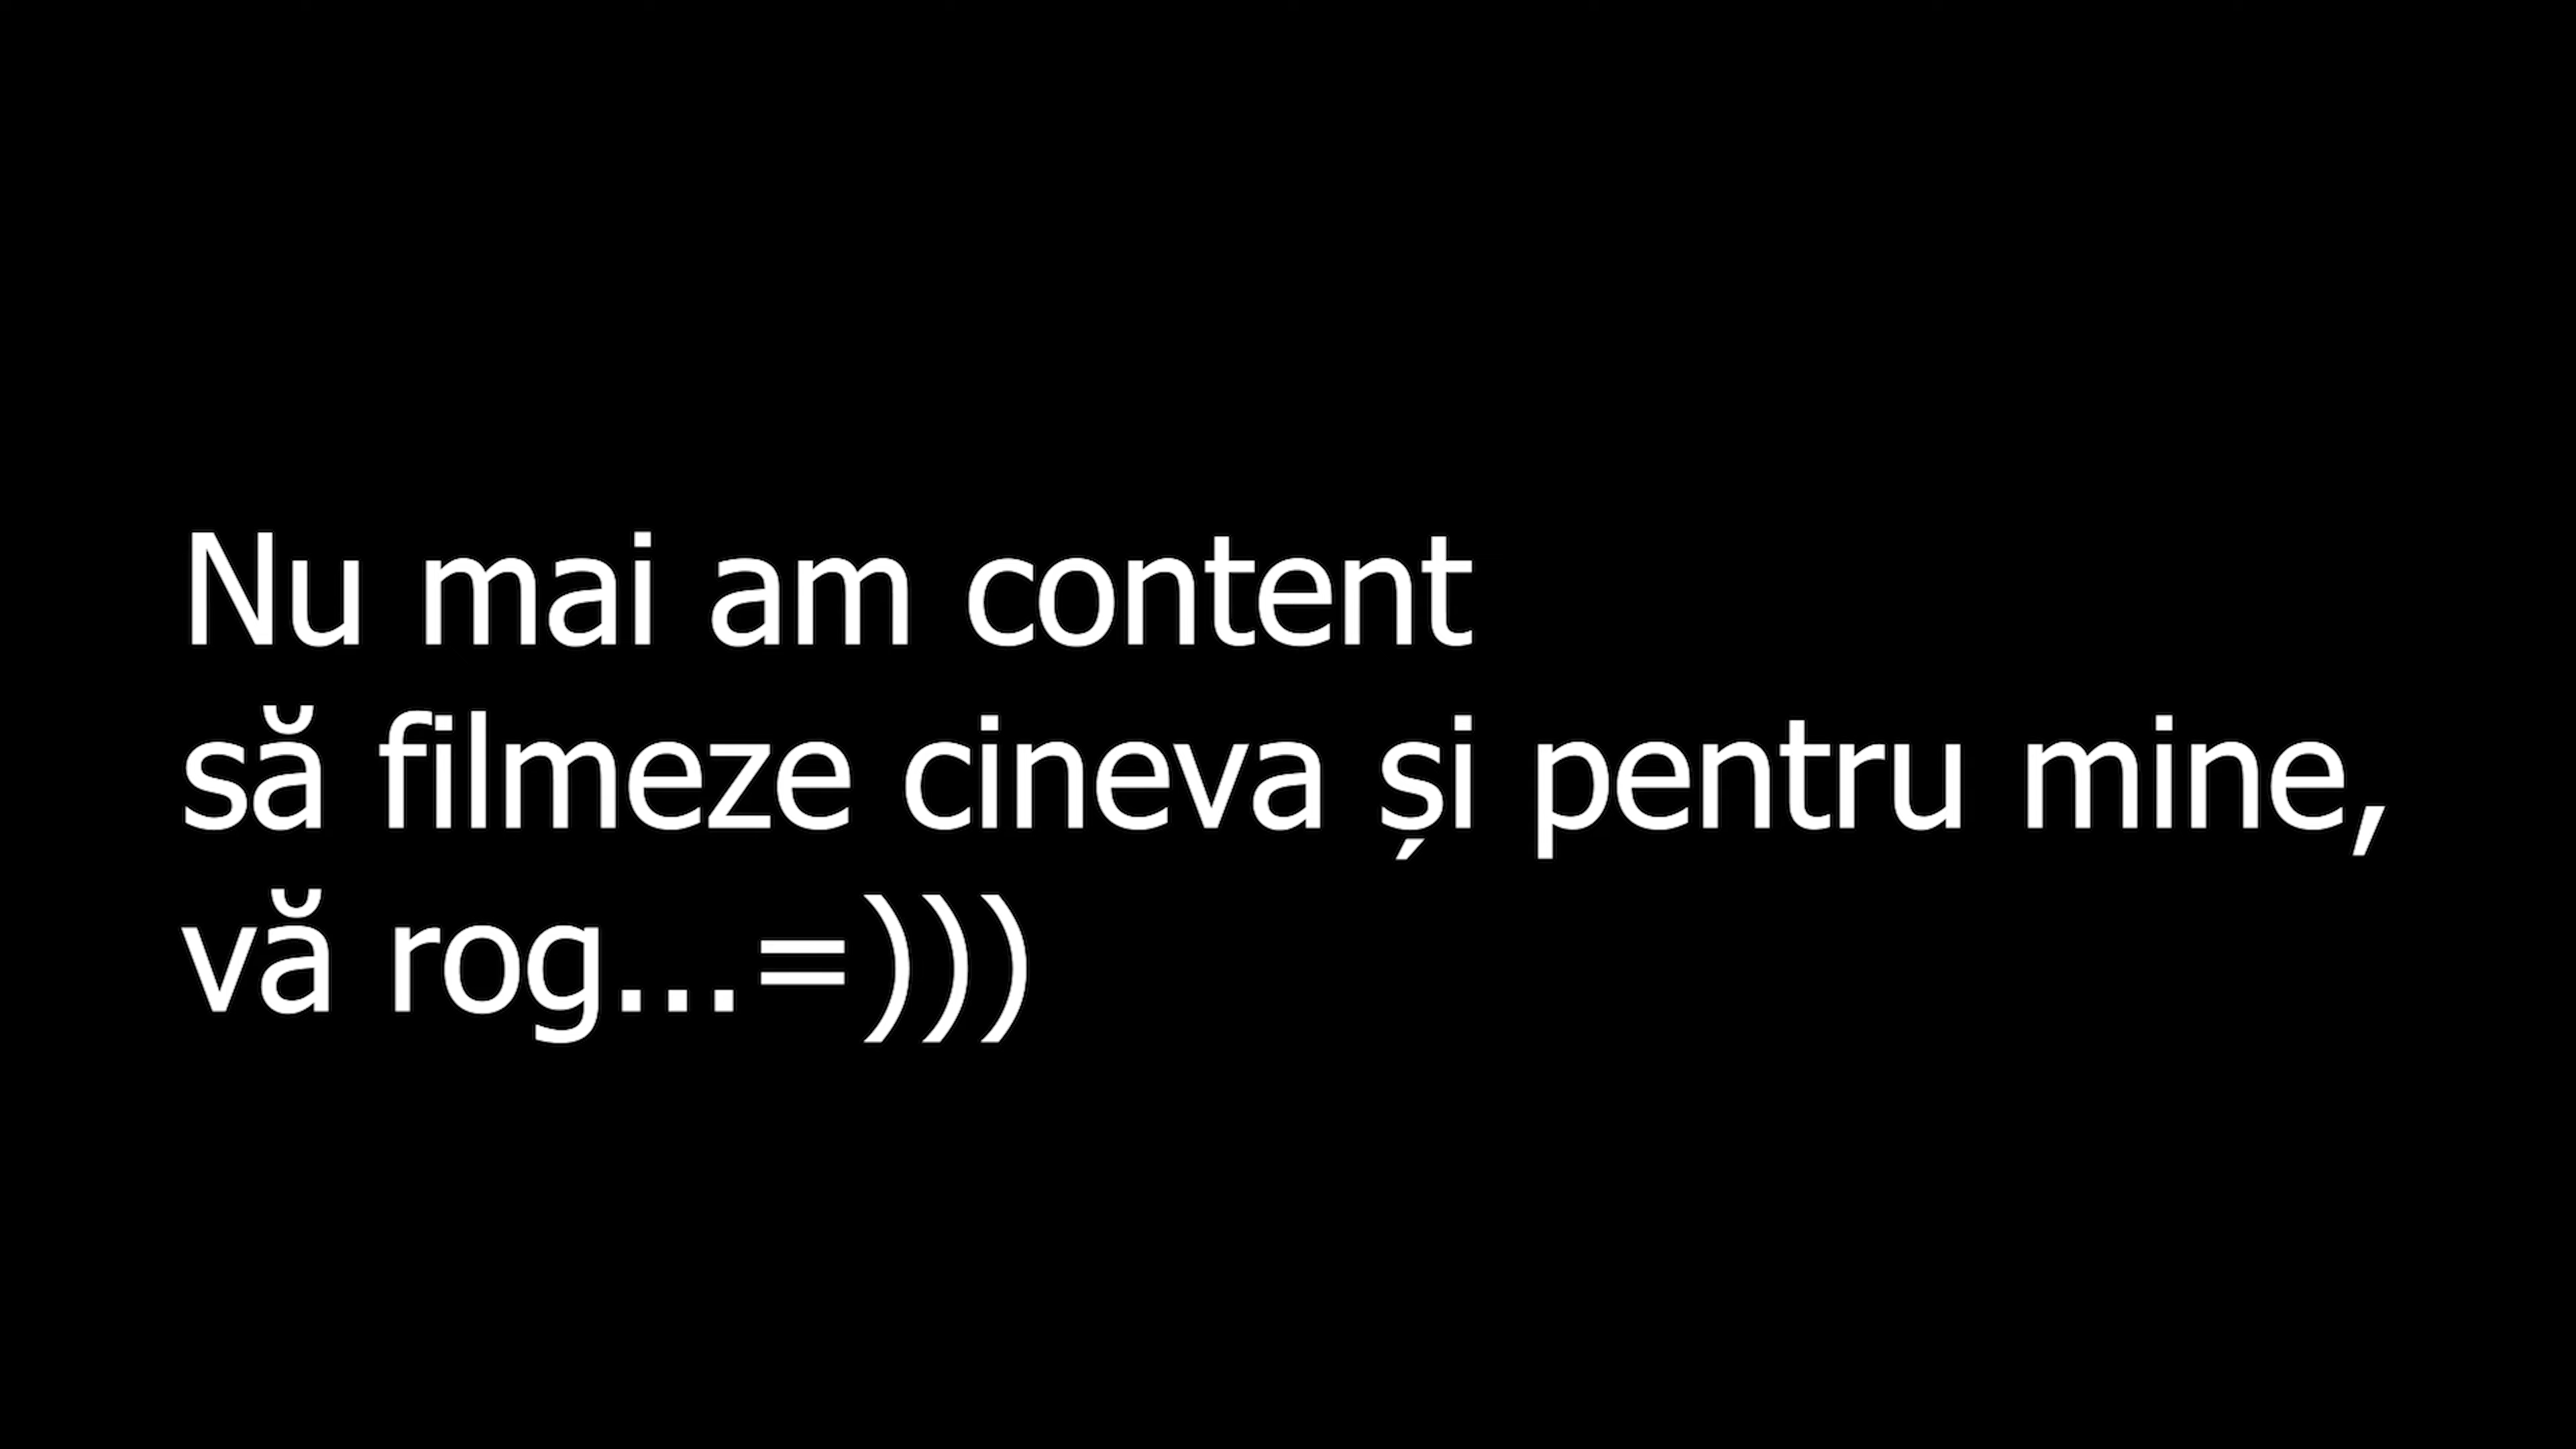 Nu mai am content
să filmeze cineva și pentru mine,
vă rog...=)))